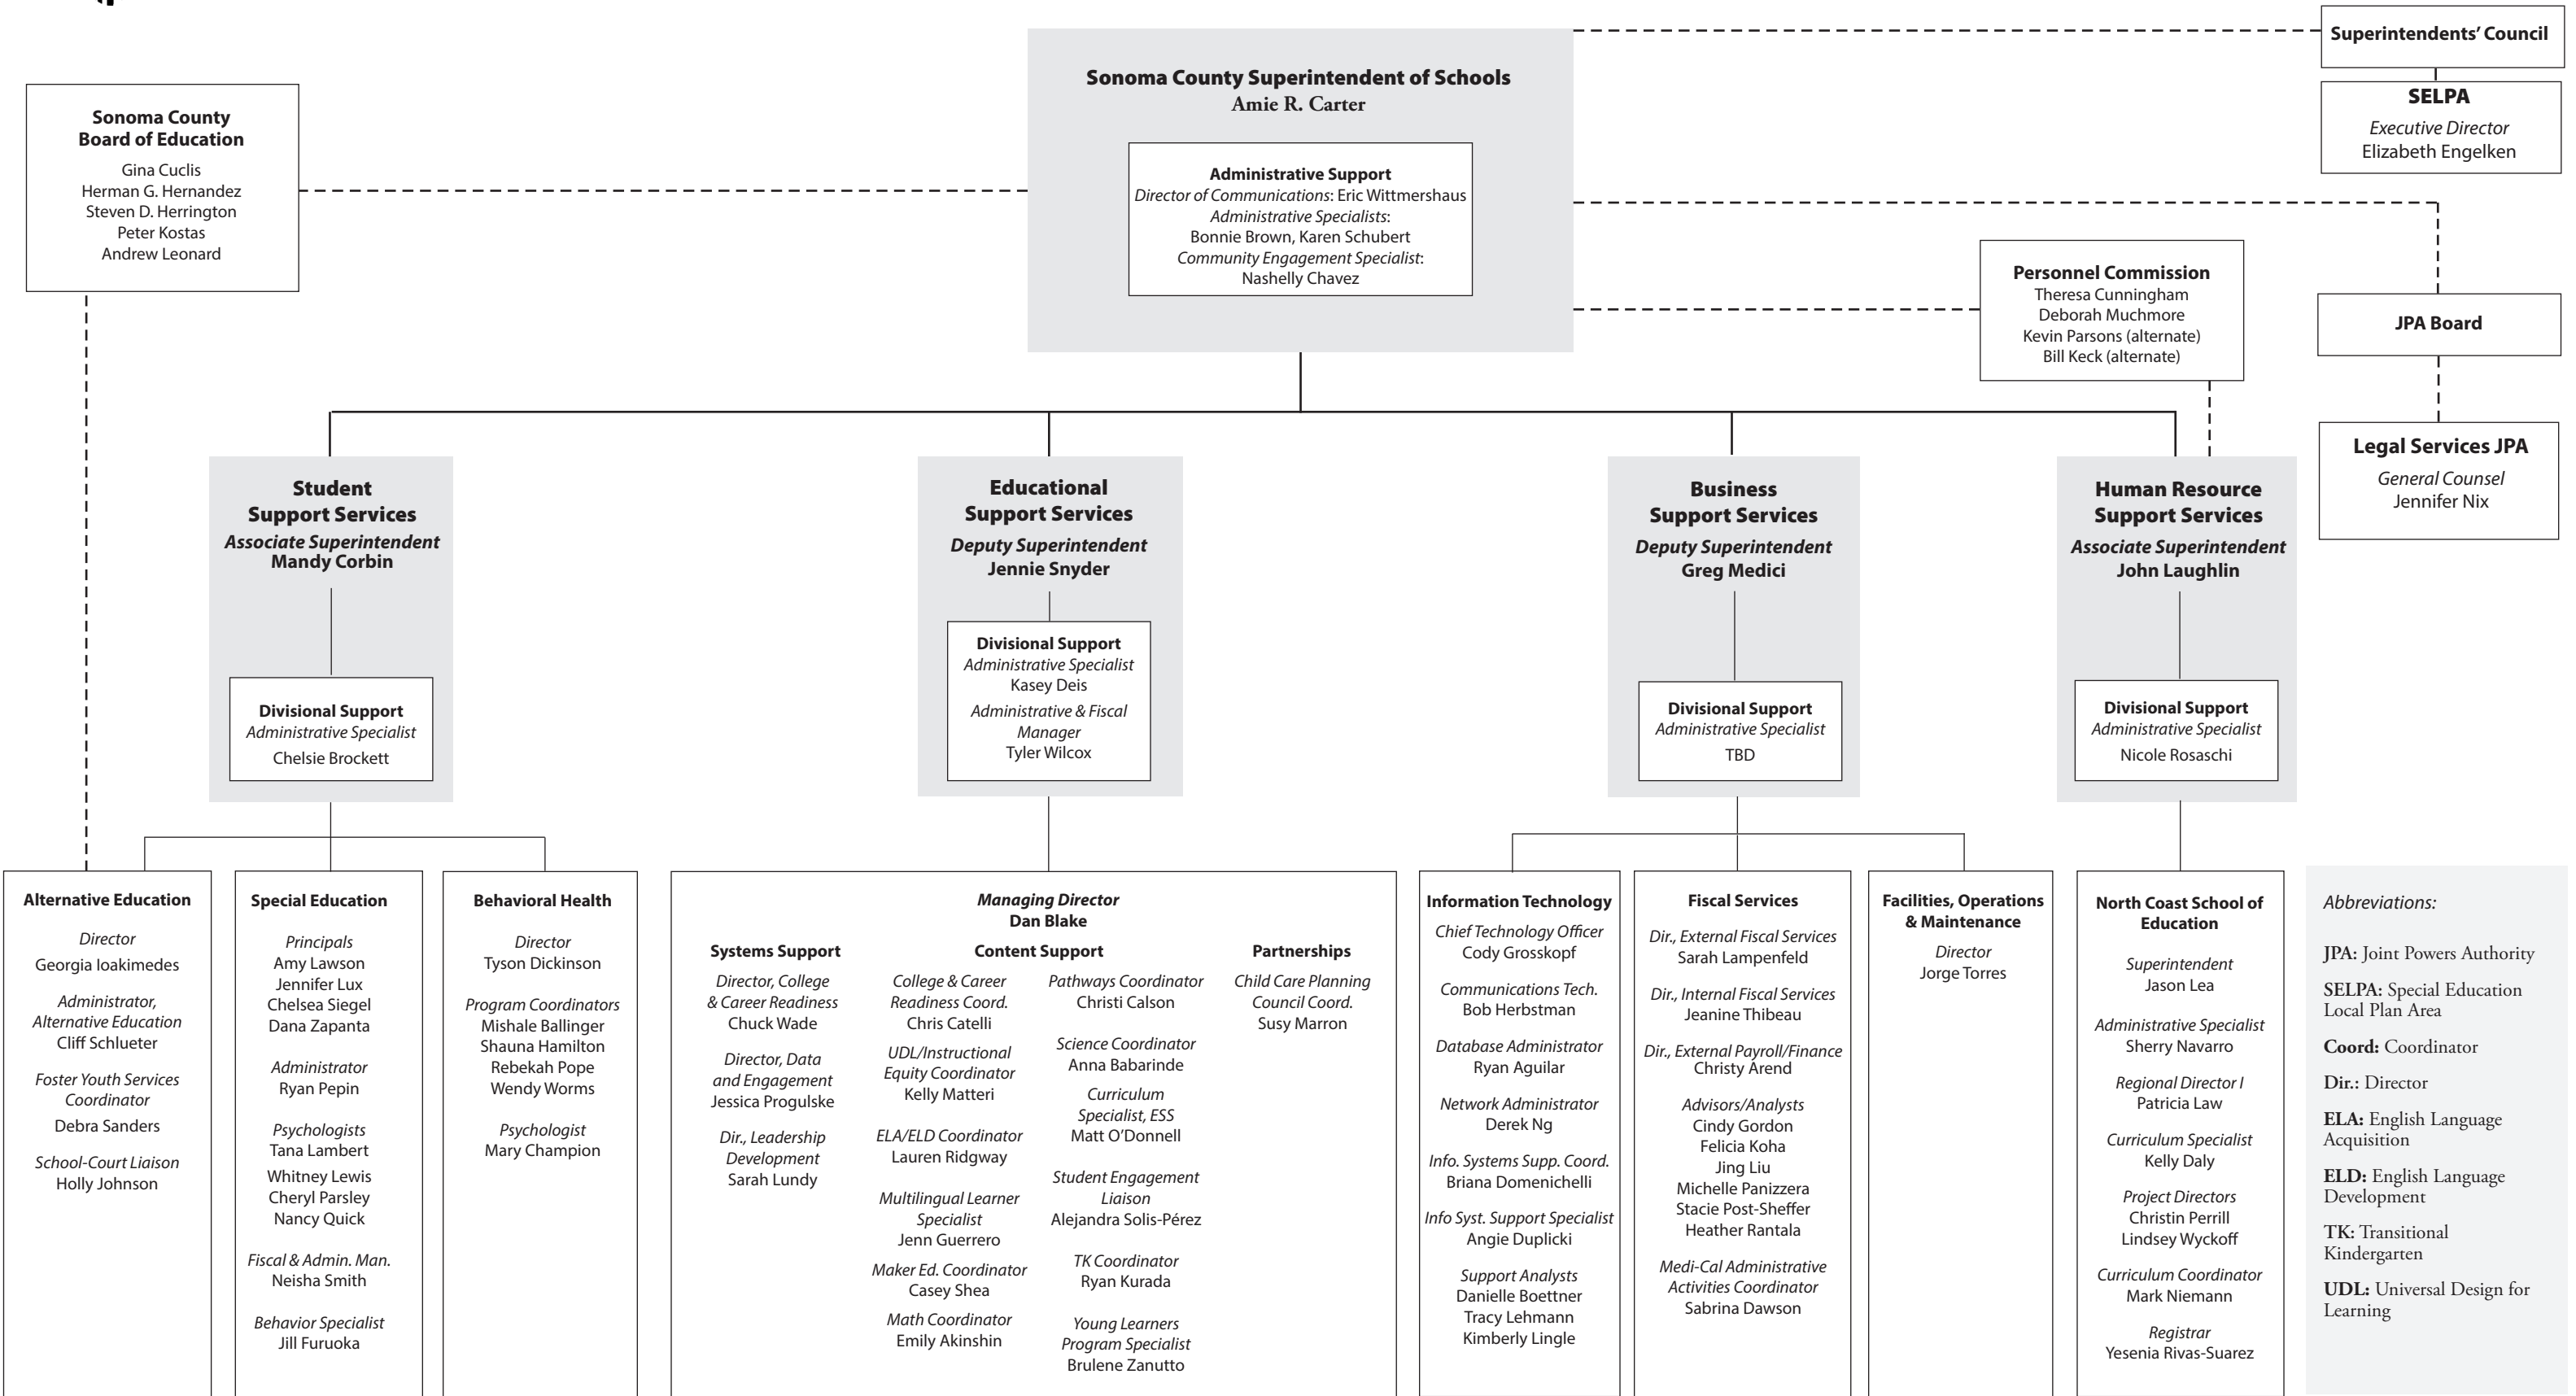 Superintendents’ Council
SELPA
Executive Director
Elizabeth Engelken
Sonoma County Superintendent of Schools
Amie R. Carter
Administrative Support
Director of Communications: Eric Wittmershaus
Administrative Specialists:
Bonnie Brown, Karen Schubert
Community Engagement Specialist:
Nashelly Chavez
Sonoma County
Board of Education
Gina Cuclis
Herman G. Hernandez
Steven D. Herrington
Peter Kostas
Andrew Leonard
Personnel Commission
Theresa Cunningham
Deborah Muchmore
Kevin Parsons (alternate)
Bill Keck (alternate)
JPA Board
Legal Services JPA
General Counsel
Jennifer Nix
Student
Support Services
Associate Superintendent
Mandy Corbin
Divisional Support
Administrative Specialist
Chelsie Brockett
Educational
Support Services
Deputy Superintendent
Jennie Snyder
Divisional Support
Administrative Specialist
Kasey Deis
Administrative & Fiscal
Manager
Tyler Wilcox
Business
Support Services
Deputy Superintendent
Greg Medici
Divisional Support
Administrative Specialist
TBD
Human Resource
Support Services
Associate Superintendent
John Laughlin
Divisional Support
Administrative Specialist
Nicole Rosaschi
Alternative Education
Director
Georgia Ioakimedes
Administrator,
Alternative Education
Cliff Schlueter
Foster Youth Services
Coordinator
Debra Sanders
School-Court Liaison
Holly Johnson
Special Education
Principals
Amy Lawson
Jennifer Lux
Chelsea Siegel
Dana Zapanta
Administrator
Ryan Pepin
Psychologists
Tana Lambert
Whitney Lewis
Cheryl Parsley
Nancy Quick
Fiscal & Admin. Man.
Neisha Smith
Behavior Specialist
Jill Furuoka
Behavioral Health
Director
Tyson Dickinson
Program Coordinators
Mishale Ballinger
Shauna Hamilton
Rebekah Pope
Wendy Worms
Psychologist
Mary Champion
Managing Director
Dan Blake
Systems Support
Director, College
& Career Readiness
Chuck Wade
Director, Data
and Engagement
Jessica Progulske
Dir., Leadership
Development
Sarah Lundy
Content Support
College & Career
Readiness Coord.
Chris Catelli
UDL/Instructional
Equity Coordinator
Kelly Matteri
ELA/ELD Coordinator
Lauren Ridgway
Multilingual Learner
Specialist
Jenn Guerrero
Maker Ed. Coordinator
Casey Shea
Math Coordinator
Emily Akinshin
Pathways Coordinator
Christi Calson
Science Coordinator
Anna Babarinde
Curriculum
Specialist, ESS
Matt O’Donnell
Student Engagement
Liaison
Alejandra Solis-Pérez
TK Coordinator
Ryan Kurada
Young Learners
Program Specialist
Brulene Zanutto
Partnerships
Child Care Planning
Council Coord.
Susy Marron
Information Technology
Chief Technology Officer
Cody Grosskopf
Communications Tech.
Bob Herbstman
Database Administrator
Ryan Aguilar
Network Administrator
Derek Ng
Info. Systems Supp. Coord.
Briana Domenichelli
Info Syst. Support Specialist
Angie Duplicki
Support Analysts
Danielle Boettner
Tracy Lehmann
Kimberly Lingle
Fiscal Services
Dir., External Fiscal Services
Sarah Lampenfeld
Dir., Internal Fiscal Services
Jeanine Thibeau
Dir., External Payroll/Finance
Christy Arend
Advisors/Analysts
Cindy Gordon
Felicia Koha
Jing Liu
Michelle Panizzera
Stacie Post-Sheffer
Heather Rantala
Medi-Cal Administrative
Activities Coordinator
Sabrina Dawson
Facilities, Operations
& Maintenance
Director
Jorge Torres
North Coast School of
Education
Superintendent
Jason Lea
Administrative Specialist
Sherry Navarro
Regional Director I
Patricia Law
Curriculum Specialist
Kelly Daly
Project Directors
Christin Perrill
Lindsey Wyckoff
Curriculum Coordinator
Mark Niemann
Registrar
Yesenia Rivas-Suarez
Abbreviations:
JPA: Joint Powers Authority
SELPA: Special Education
Local Plan Area
Coord: Coordinator
Dir.: Director
ELA: English Language
Acquisition
ELD: English Language
Development
TK: Transitional
Kindergarten
UDL: Universal Design for
Learning